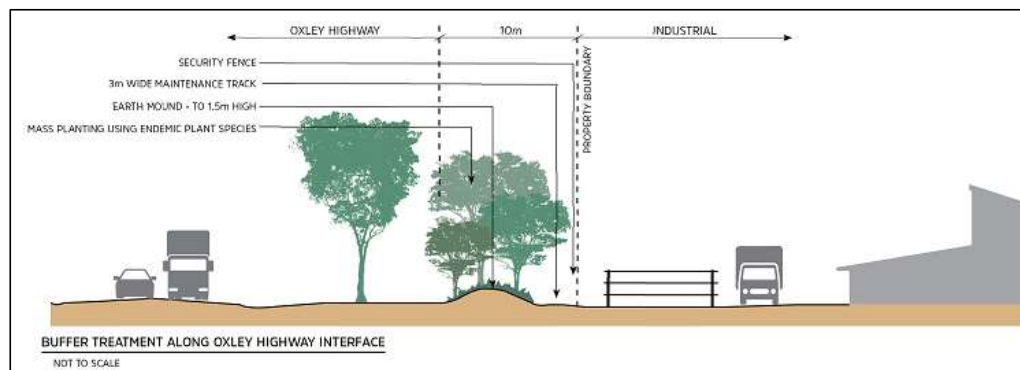 OXLEY HIGHWAY
10m
INDUSTRIAL
SECURITY FENCE
3m WIDE MAINTENANCE TRACK
EARTH MOUND - TO 1.5m HIGH
MASS PLANTING USING ENDEMIC PLANT SPECIES
PROPERTY BOUNDARY
BUFFER TREATMENT ALONG OXLEY HIGHWAY INTERFACE
NOT TO SCALE